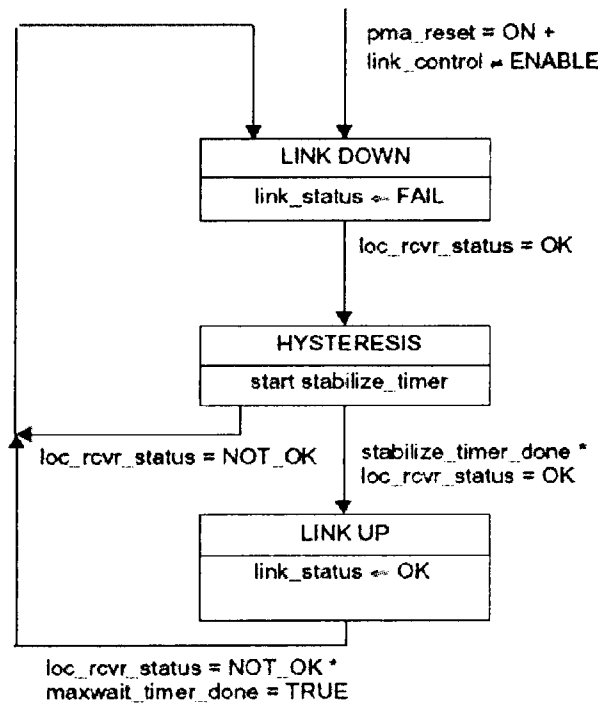 pma_reset = ON +
link_control ≠ ENABLE
LINK DOWN
link_status ⇐ FAIL
loc_rcvr_status = OK
HYSTERESIS
start stabilize_timer
loc_rcvr_status = NOT_OK
stabilize_timer_done *
loc_rcvr_status = OK
LINK UP
link_status ⇐ OK
loc_rcvr_status = NOT_OK *
maxwait_timer_done = TRUE